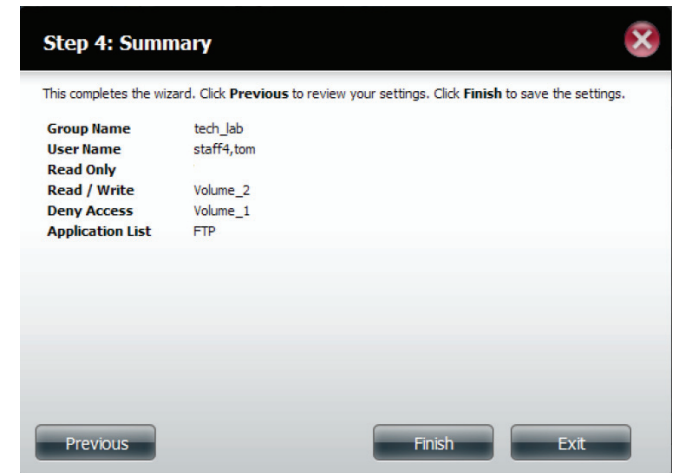 Step 4: Summary
This completes the wizard. Click Previous to review your settings. Click Finish to save the settings.
Group Name tech_lab
User Name staff4,tom
Read Only
Read / Write Volume_2
Deny Access Volume_1
Application List FTP
Previous Finish Exit